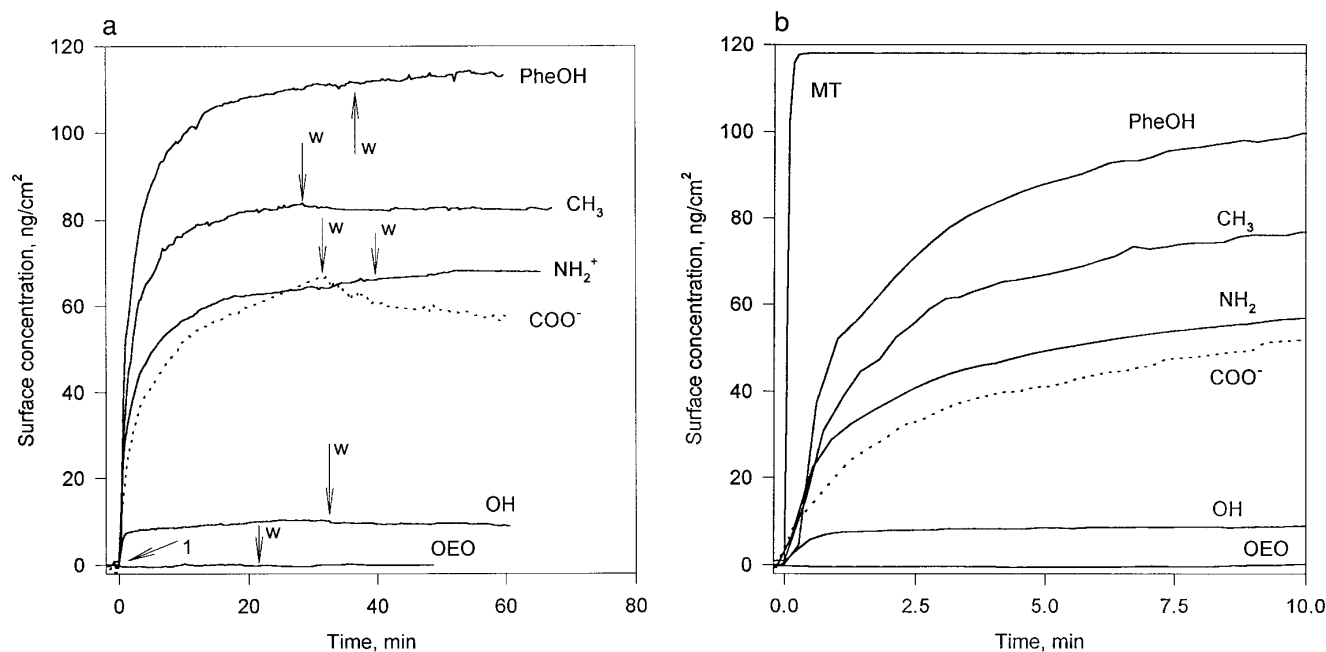 a
Surface concentration, ng/cm²
120
100
80
60
40
20
0
PheOH
w
w
CH₃
w
w
NH₂⁺
COO⁻
w
OH
1
w
OEO
0
20
40
60
80
Time, min
b
Surface concentration, ng/cm²
120
100
80
60
40
20
0
MT
PheOH
CH₃
NH₂
COO⁻
OH
OEO
0.0
2.5
5.0
7.5
10.0
Time, min